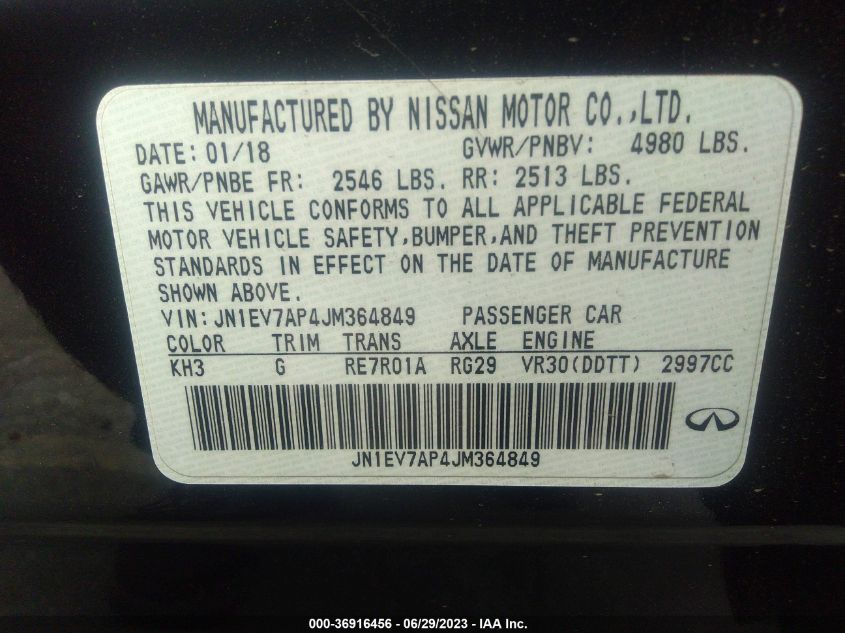 MANUFACTURED BY NISSAN MOTOR CO.,LTD.
DATE: 01/18 GVWR/PNBV: 4980 LBS.
GAWR/PNBE FR: 2546 LBS. RR: 2513 LBS.
THIS VEHICLE CONFORMS TO ALL APPLICABLE FEDERAL
MOTOR VEHICLE SAFETY,BUMPER,AND THEFT PREVENTION
STANDARDS IN EFFECT ON THE DATE OF MANUFACTURE
SHOWN ABOVE.
VIN: JN1EV7AP4JM364849 PASSENGER CAR
COLOR TRIM TRANS AXLE ENGINE
KH3 G RE7R01A RG29 VR30(DDTT) 2997CC
JN1EV7AP4JM364849
000-36916456 - 06/29/2023 - IAA Inc.